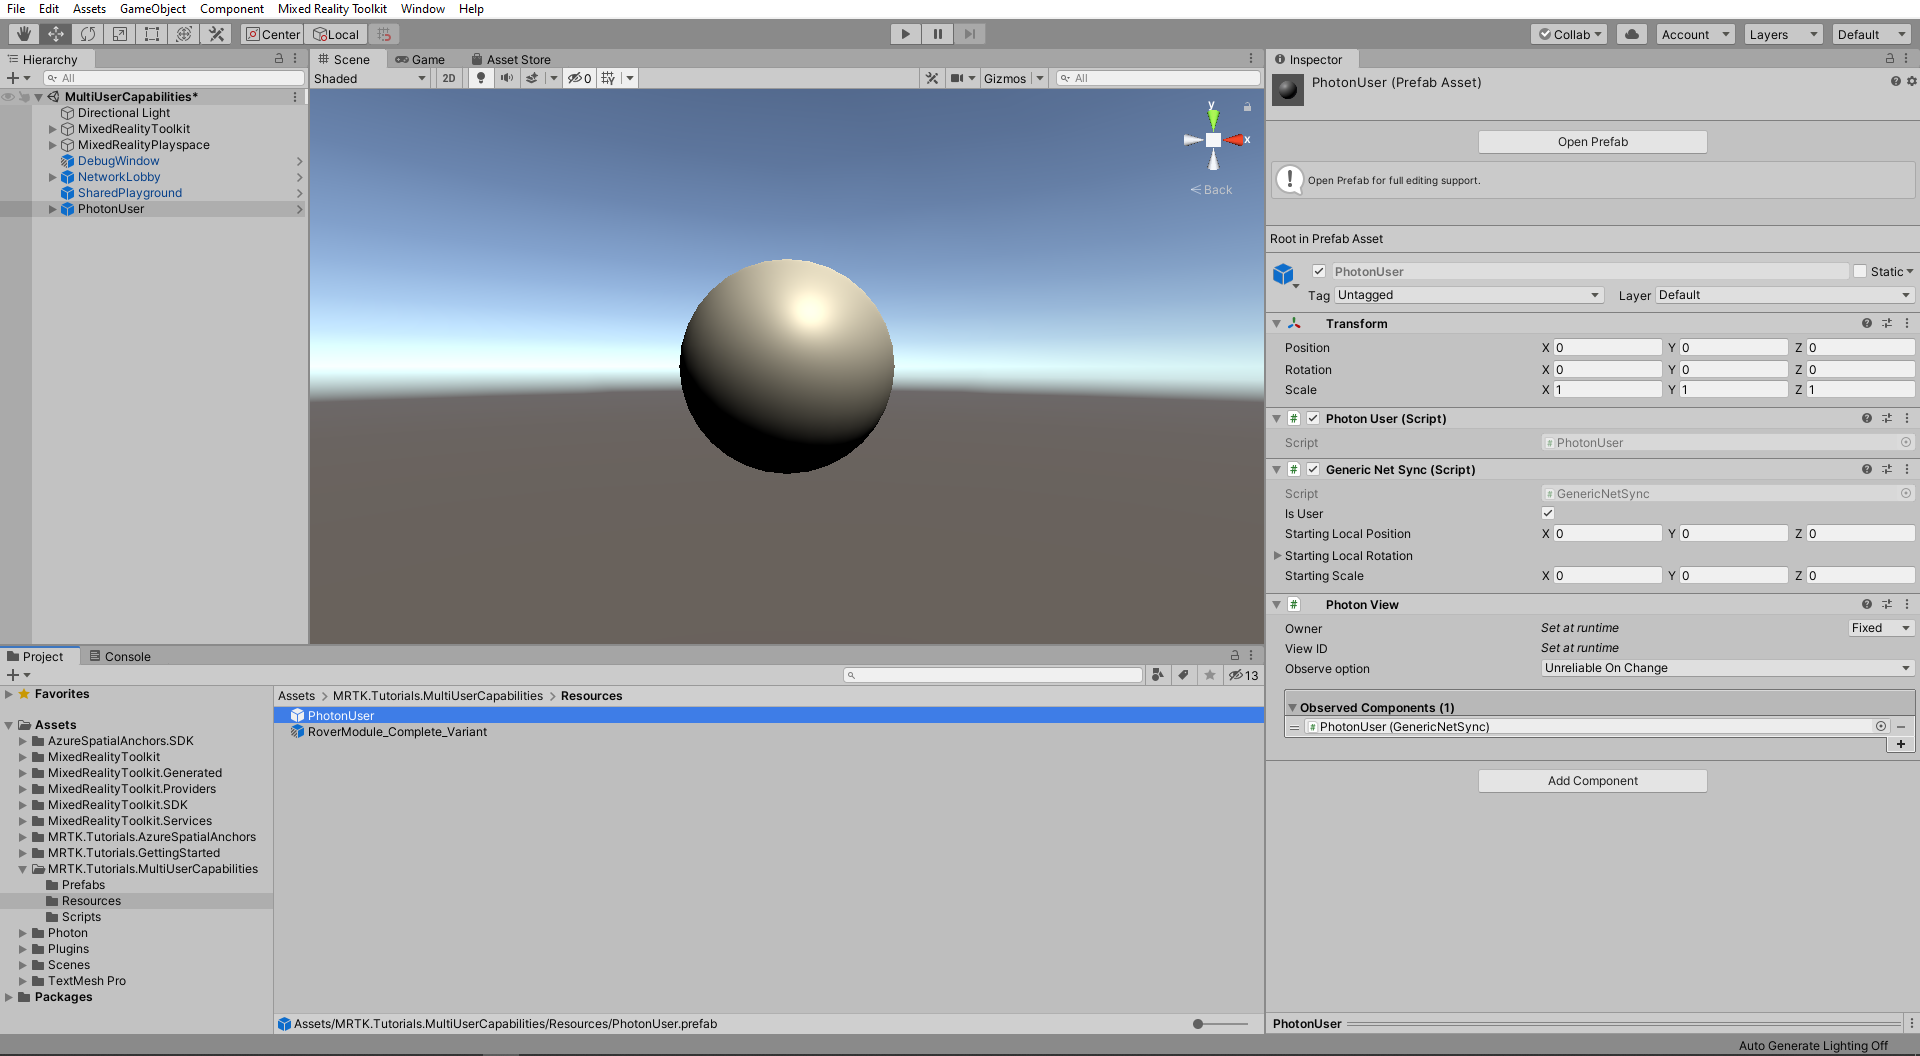 File Edit Assets GameObject Component Mixed Reality Toolkit Window Help
Center Local Collab Account Layers Default
Hierarchy
All
MultiUserCapabilities*
Directional Light
MixedRealityToolkit
MixedRealityPlayspace
DebugWindow
NetworkLobby
SharedPlayground
PhotonUser
Scene Game Asset Store
Shaded 2D 0 Gizmos All
y
x
Back
Inspector
PhotonUser (Prefab Asset)
Open Prefab
Open Prefab for full editing support.
Root in Prefab Asset
PhotonUser Static
Tag Untagged Layer Default
Transform
Position X 0 Y 0 Z 0
Rotation X 0 Y 0 Z 0
Scale X 1 Y 1 Z 1
Photon User (Script)
Script PhotonUser
Generic Net Sync (Script)
Script GenericNetSync
Is User
Starting Local Position X 0 Y 0 Z 0
Starting Local Rotation
Starting Scale X 0 Y 0 Z 0
Photon View
Owner Set at runtime Fixed
View ID Set at runtime
Observe option Unreliable On Change
Observed Components (1)
PhotonUser (GenericNetSync)
Add Component
Project Console
13
Favorites
Assets
AzureSpatialAnchors.SDK
MixedRealityToolkit
MixedRealityToolkit.Generated
MixedRealityToolkit.Providers
MixedRealityToolkit.SDK
MixedRealityToolkit.Services
MRTK.Tutorials.AzureSpatialAnchors
MRTK.Tutorials.GettingStarted
MRTK.Tutorials.MultiUserCapabilities
Prefabs
Resources
Scripts
Photon
Plugins
Scenes
TextMesh Pro
Packages
Assets > MRTK.Tutorials.MultiUserCapabilities > Resources
PhotonUser
RoverModule_Complete_Variant
Assets/MRTK.Tutorials.MultiUserCapabilities/Resources/PhotonUser.prefab
PhotonUser
Auto Generate Lighting Off